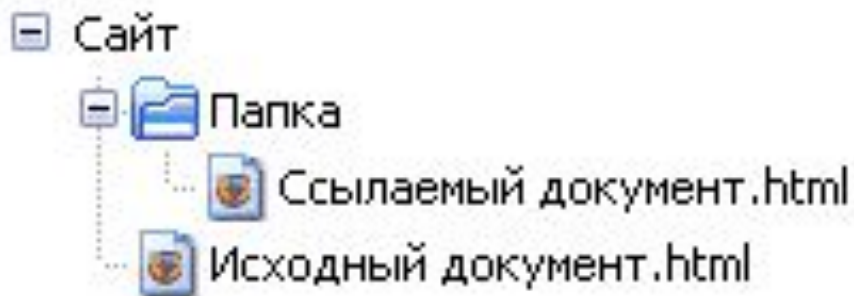 Сайт
Папка
Ссылаемый документ.html
Исходный документ.html